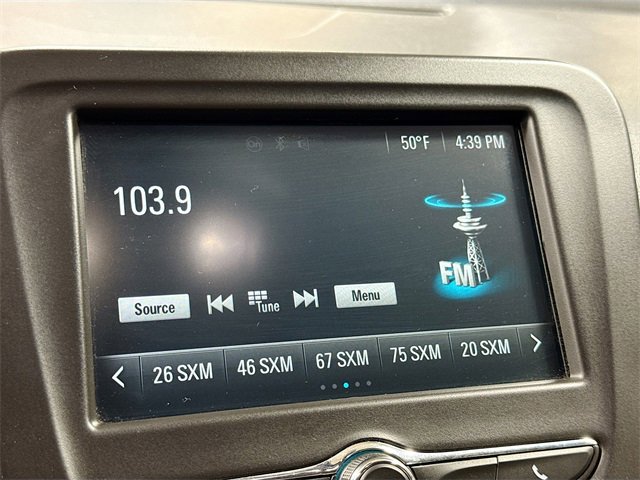 50°F 4:39 PM
103.9
FM
Source Tune Menu
26 SXM 46 SXM 67 SXM 75 SXM 20 SXM